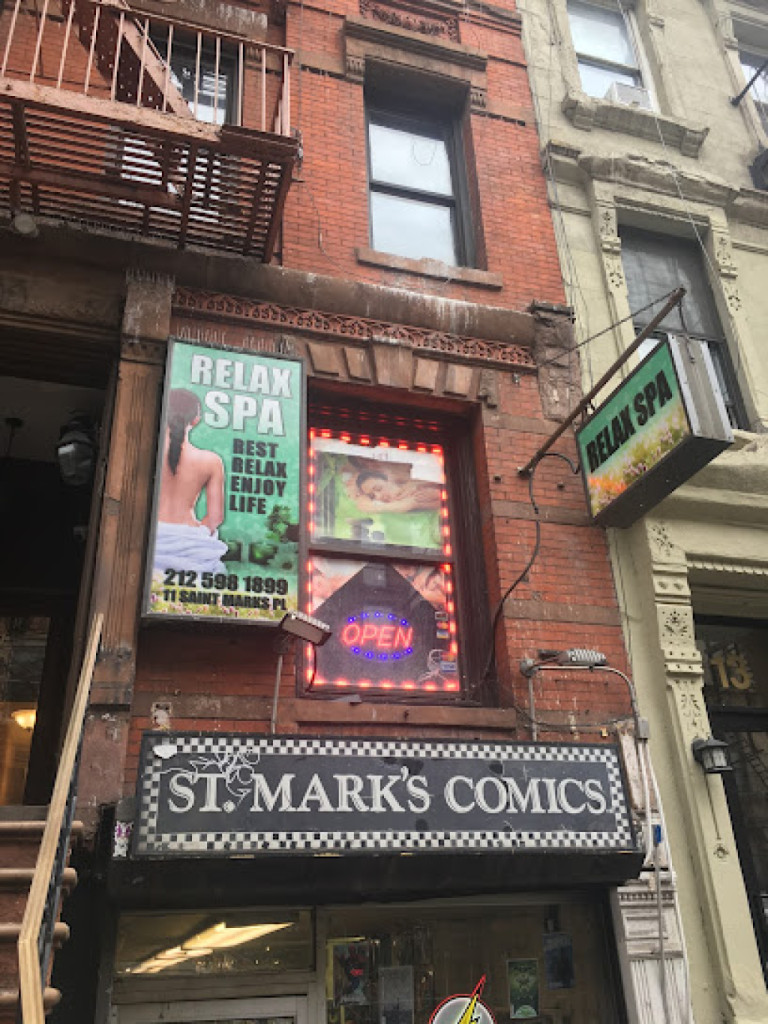 RELAX
SPA
REST
RELAX
ENJOY
LIFE
212 598 1899
11 SAINT MARKS PL
OPEN
RELAX SPA
13
ST. MARK'S COMICS